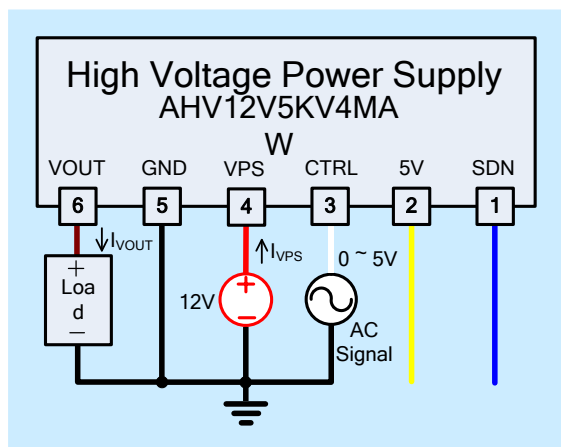 High Voltage Power Supply
AHV12V5KV4MA
W
VOUT GND VPS CTRL 5V SDN
6 5 4 3 2 1
↓IVOUT ↑IVPS 0 ~ 5V
+
Loa
d
−
12V
+
−
AC
Signal